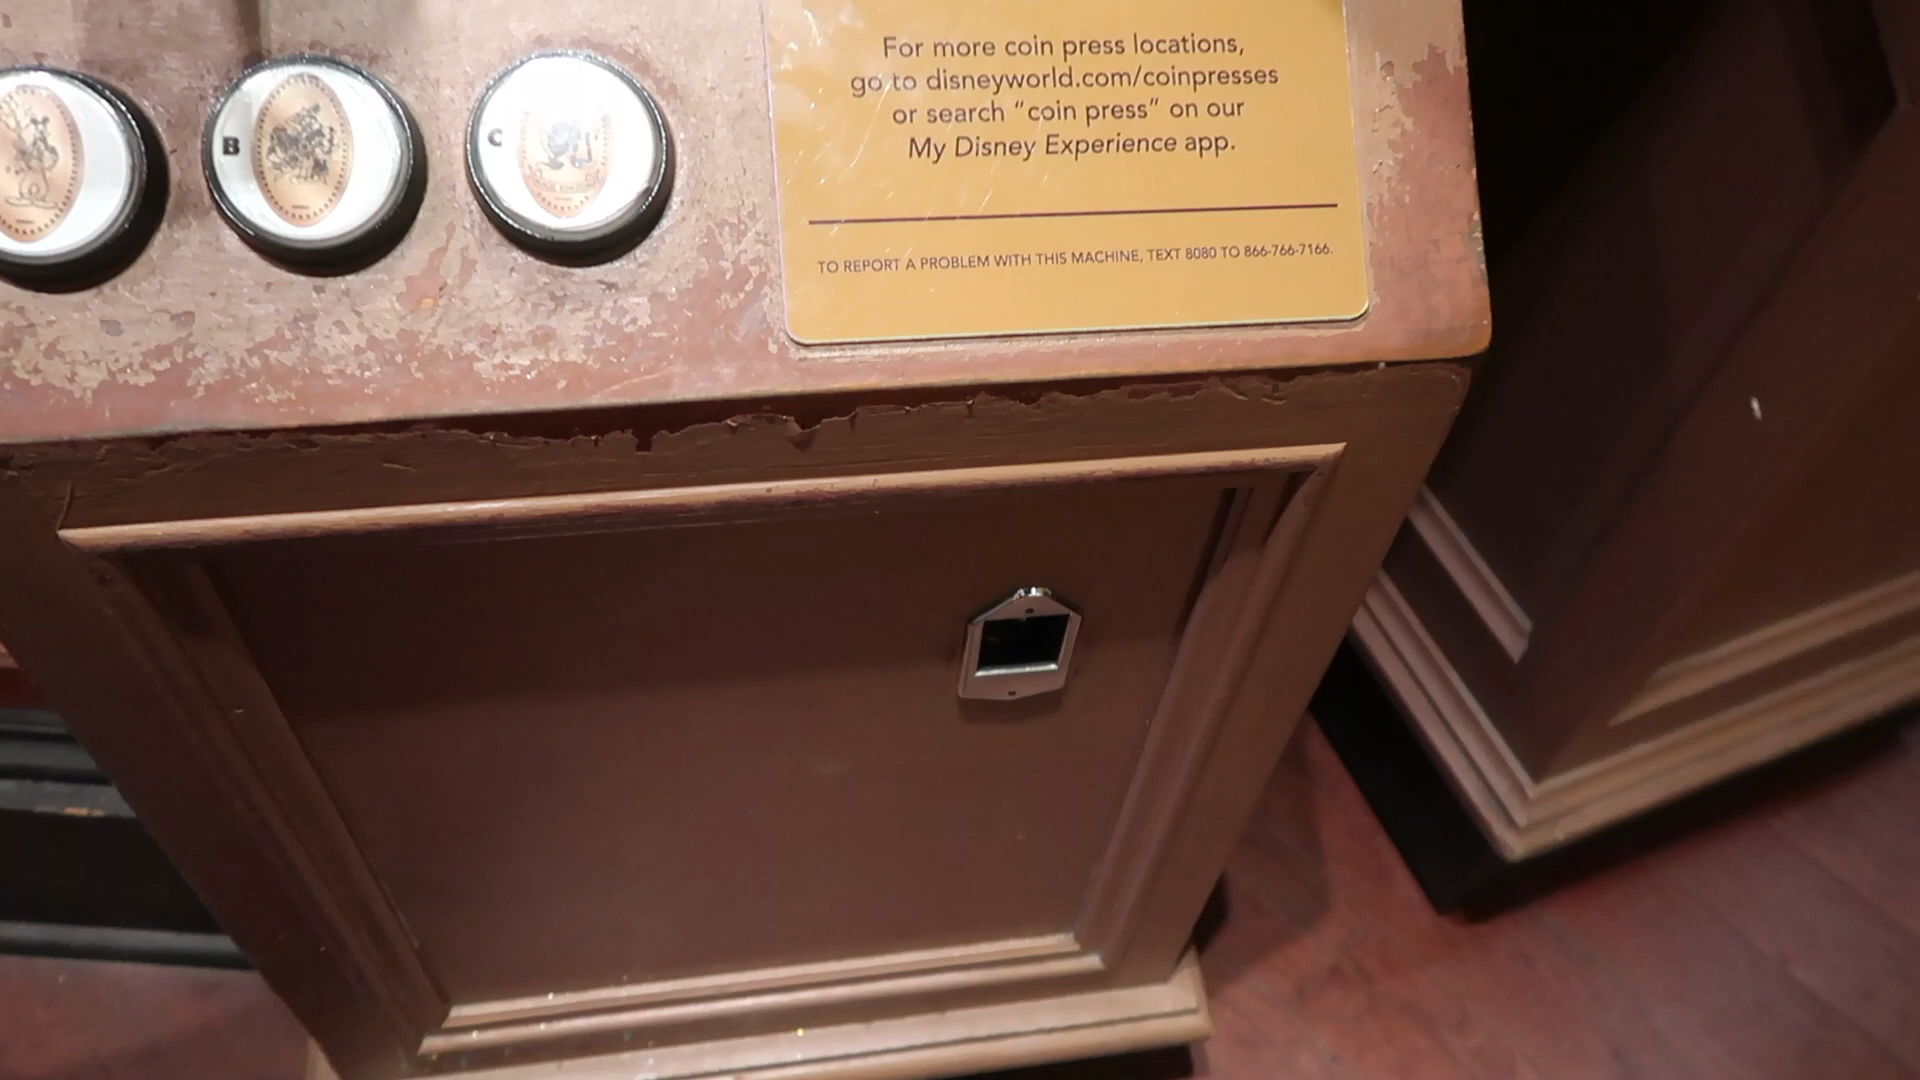 B
C
For more coin press locations,
go to disneyworld.com/coinpresses
or search “coin press” on our
My Disney Experience app.
TO REPORT A PROBLEM WITH THIS MACHINE, TEXT 8080 TO 866-766-7166.